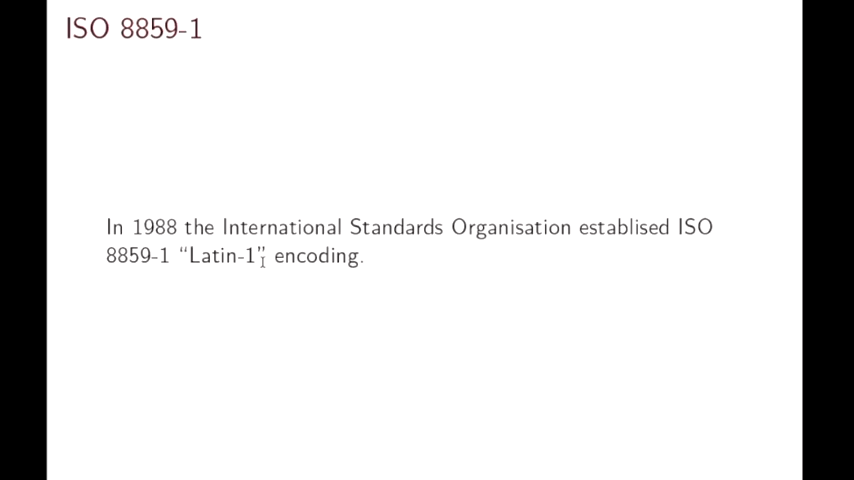 ISO 8859-1
In 1988 the International Standards Organisation establised ISO
8859-1 “Latin-1” encoding.